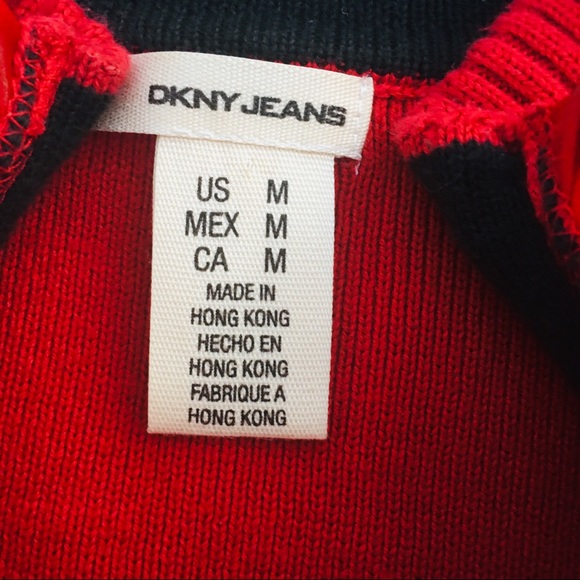 DKNY JEANS
US M
MEX M
CA M
MADE IN
HONG KONG
HECHO EN
HONG KONG
FABRIQUE A
HONG KONG